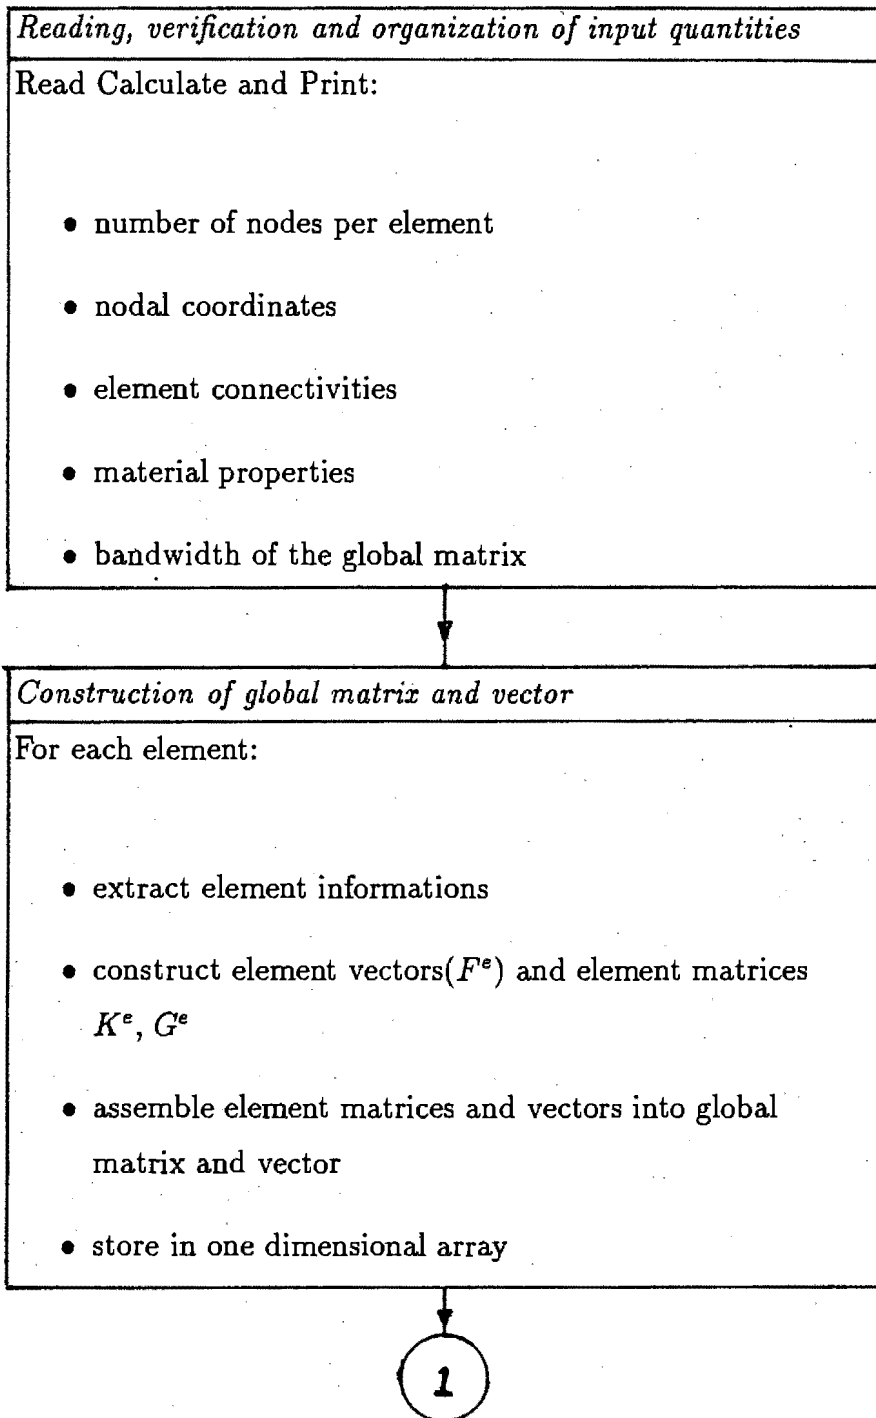 Reading, verification and organization of input quantities
Read Calculate and Print:
• number of nodes per element
• nodal coordinates
• element connectivities
• material properties
• bandwidth of the global matrix
Construction of global matrix and vector
For each element:
• extract element informations
• construct element vectors(Fᵉ) and element matrices
Kᵉ, Gᵉ
• assemble element matrices and vectors into global
matrix and vector
• store in one dimensional array
1